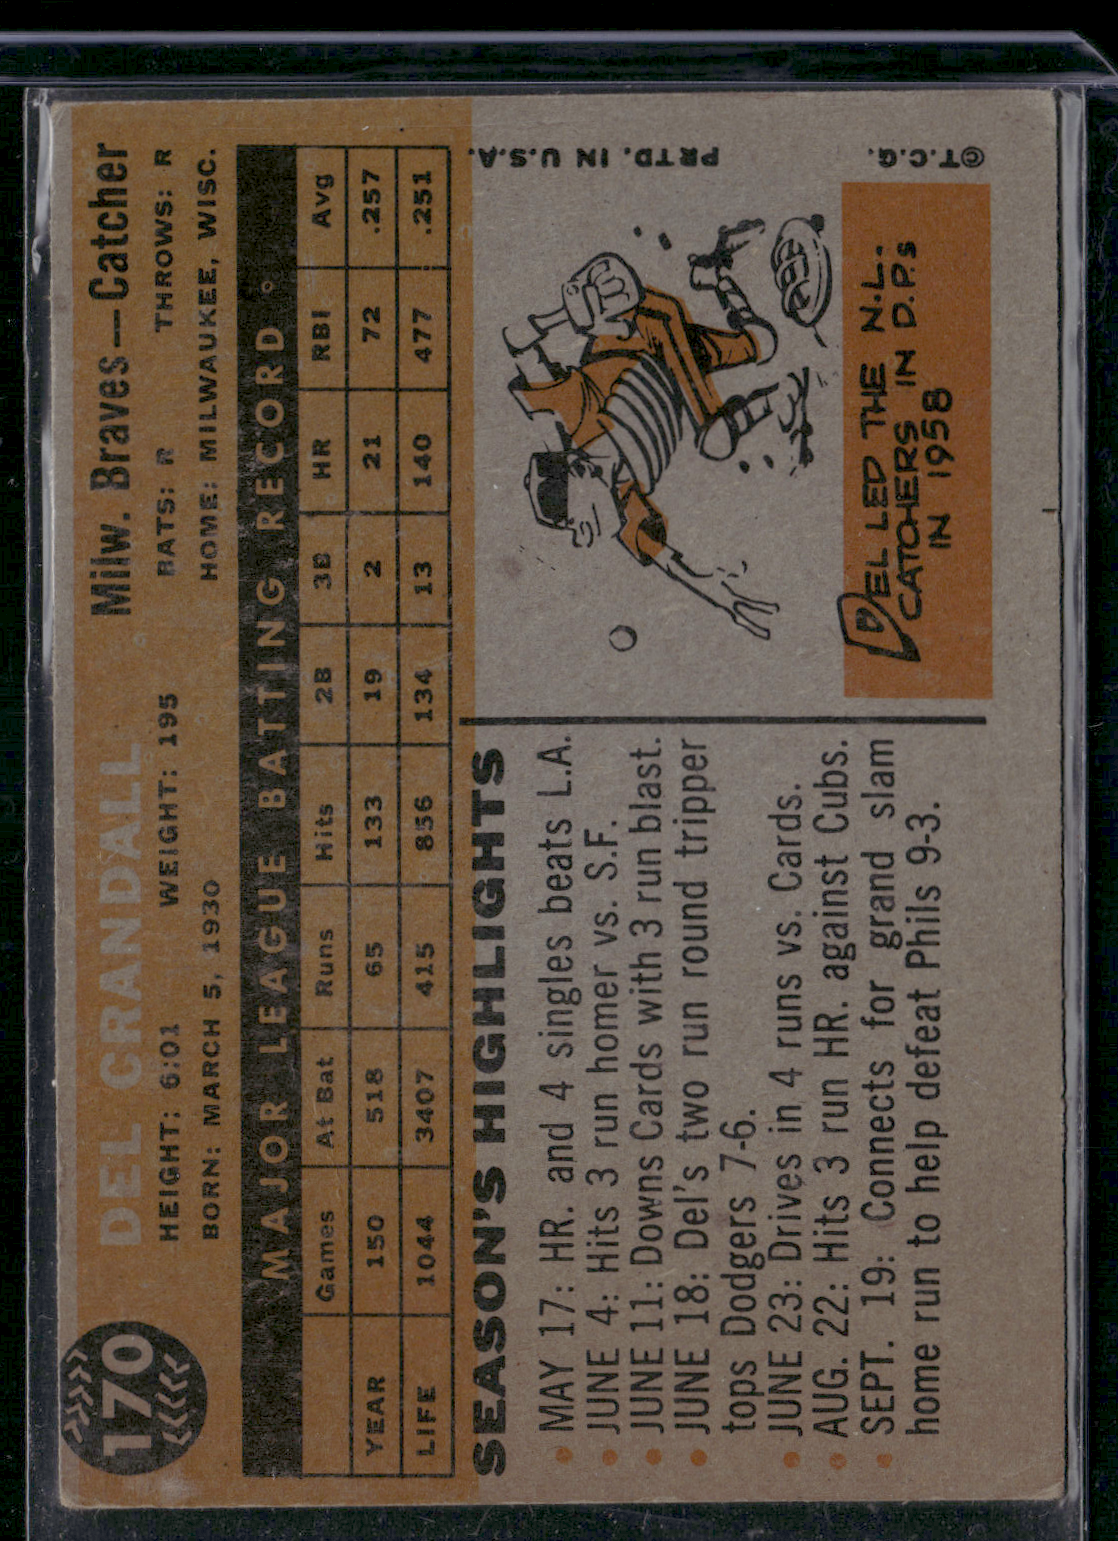 170
DEL CRANDALL Milw. Braves—Catcher
HEIGHT: 6:01 WEIGHT: 195 BATS: R THROWS: R
BORN: MARCH 5, 1930 HOME: MILWAUKEE, WISC.
MAJOR LEAGUE BATTING RECORD
Games At Bat Runs Hits 2B 3B HR RBI Avg
YEAR 150 518 65 133 19 2 21 72 .257
LIFE 1044 3407 415 856 134 13 140 477 .251
SEASON'S HIGHLIGHTS
• MAY 17: HR. and 4 singles beats L.A.
• JUNE 4: Hits 3 run homer vs. S.F.
• JUNE 11: Downs Cards with 3 run blast.
• JUNE 18: Del's two run round tripper
tops Dodgers 7-6.
• JUNE 23: Drives in 4 runs vs. Cards.
• AUG. 22: Hits 3 run HR. against Cubs.
• SEPT. 19: Connects for grand slam
home run to help defeat Phils 9-3.
DEL LED THE N.L.
CATCHERS IN D.P.s
IN 1958
©T.C.G. PRTD. IN U.S.A.